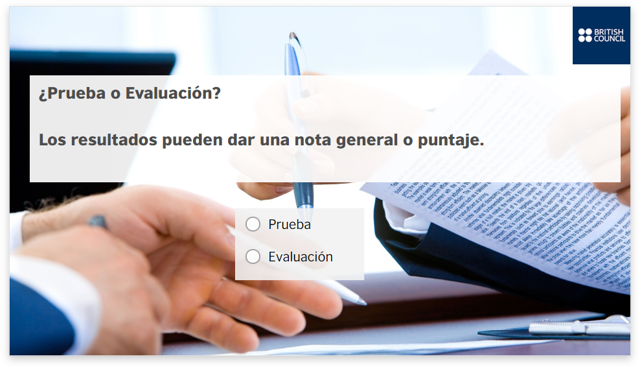 BRITISH
COUNCIL
¿Prueba o Evaluación?
Los resultados pueden dar una nota general o puntaje.
Prueba
Evaluación